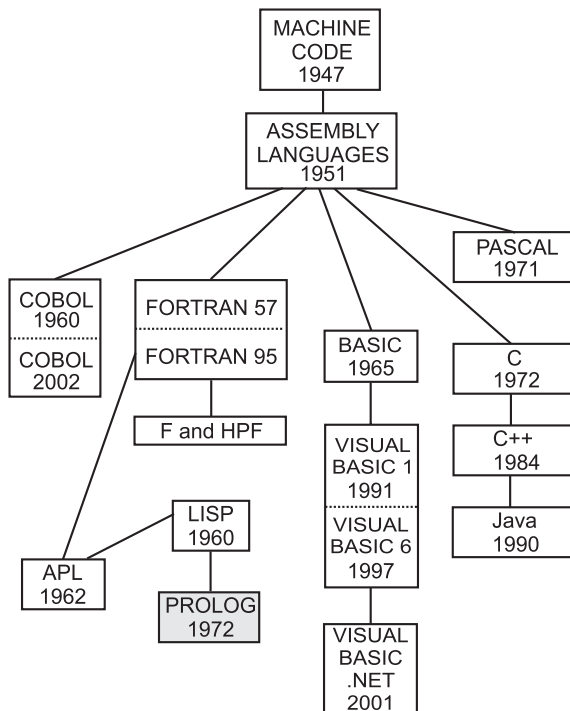 MACHINE
CODE
1947
ASSEMBLY
LANGUAGES
1951
PASCAL
1971
COBOL
1960
COBOL
2002
FORTRAN 57
FORTRAN 95
F and HPF
BASIC
1965
C
1972
VISUAL
BASIC 1
1991
VISUAL
BASIC 6
1997
C++
1984
Java
1990
LISP
1960
APL
1962
PROLOG
1972
VISUAL
BASIC
.NET
2001